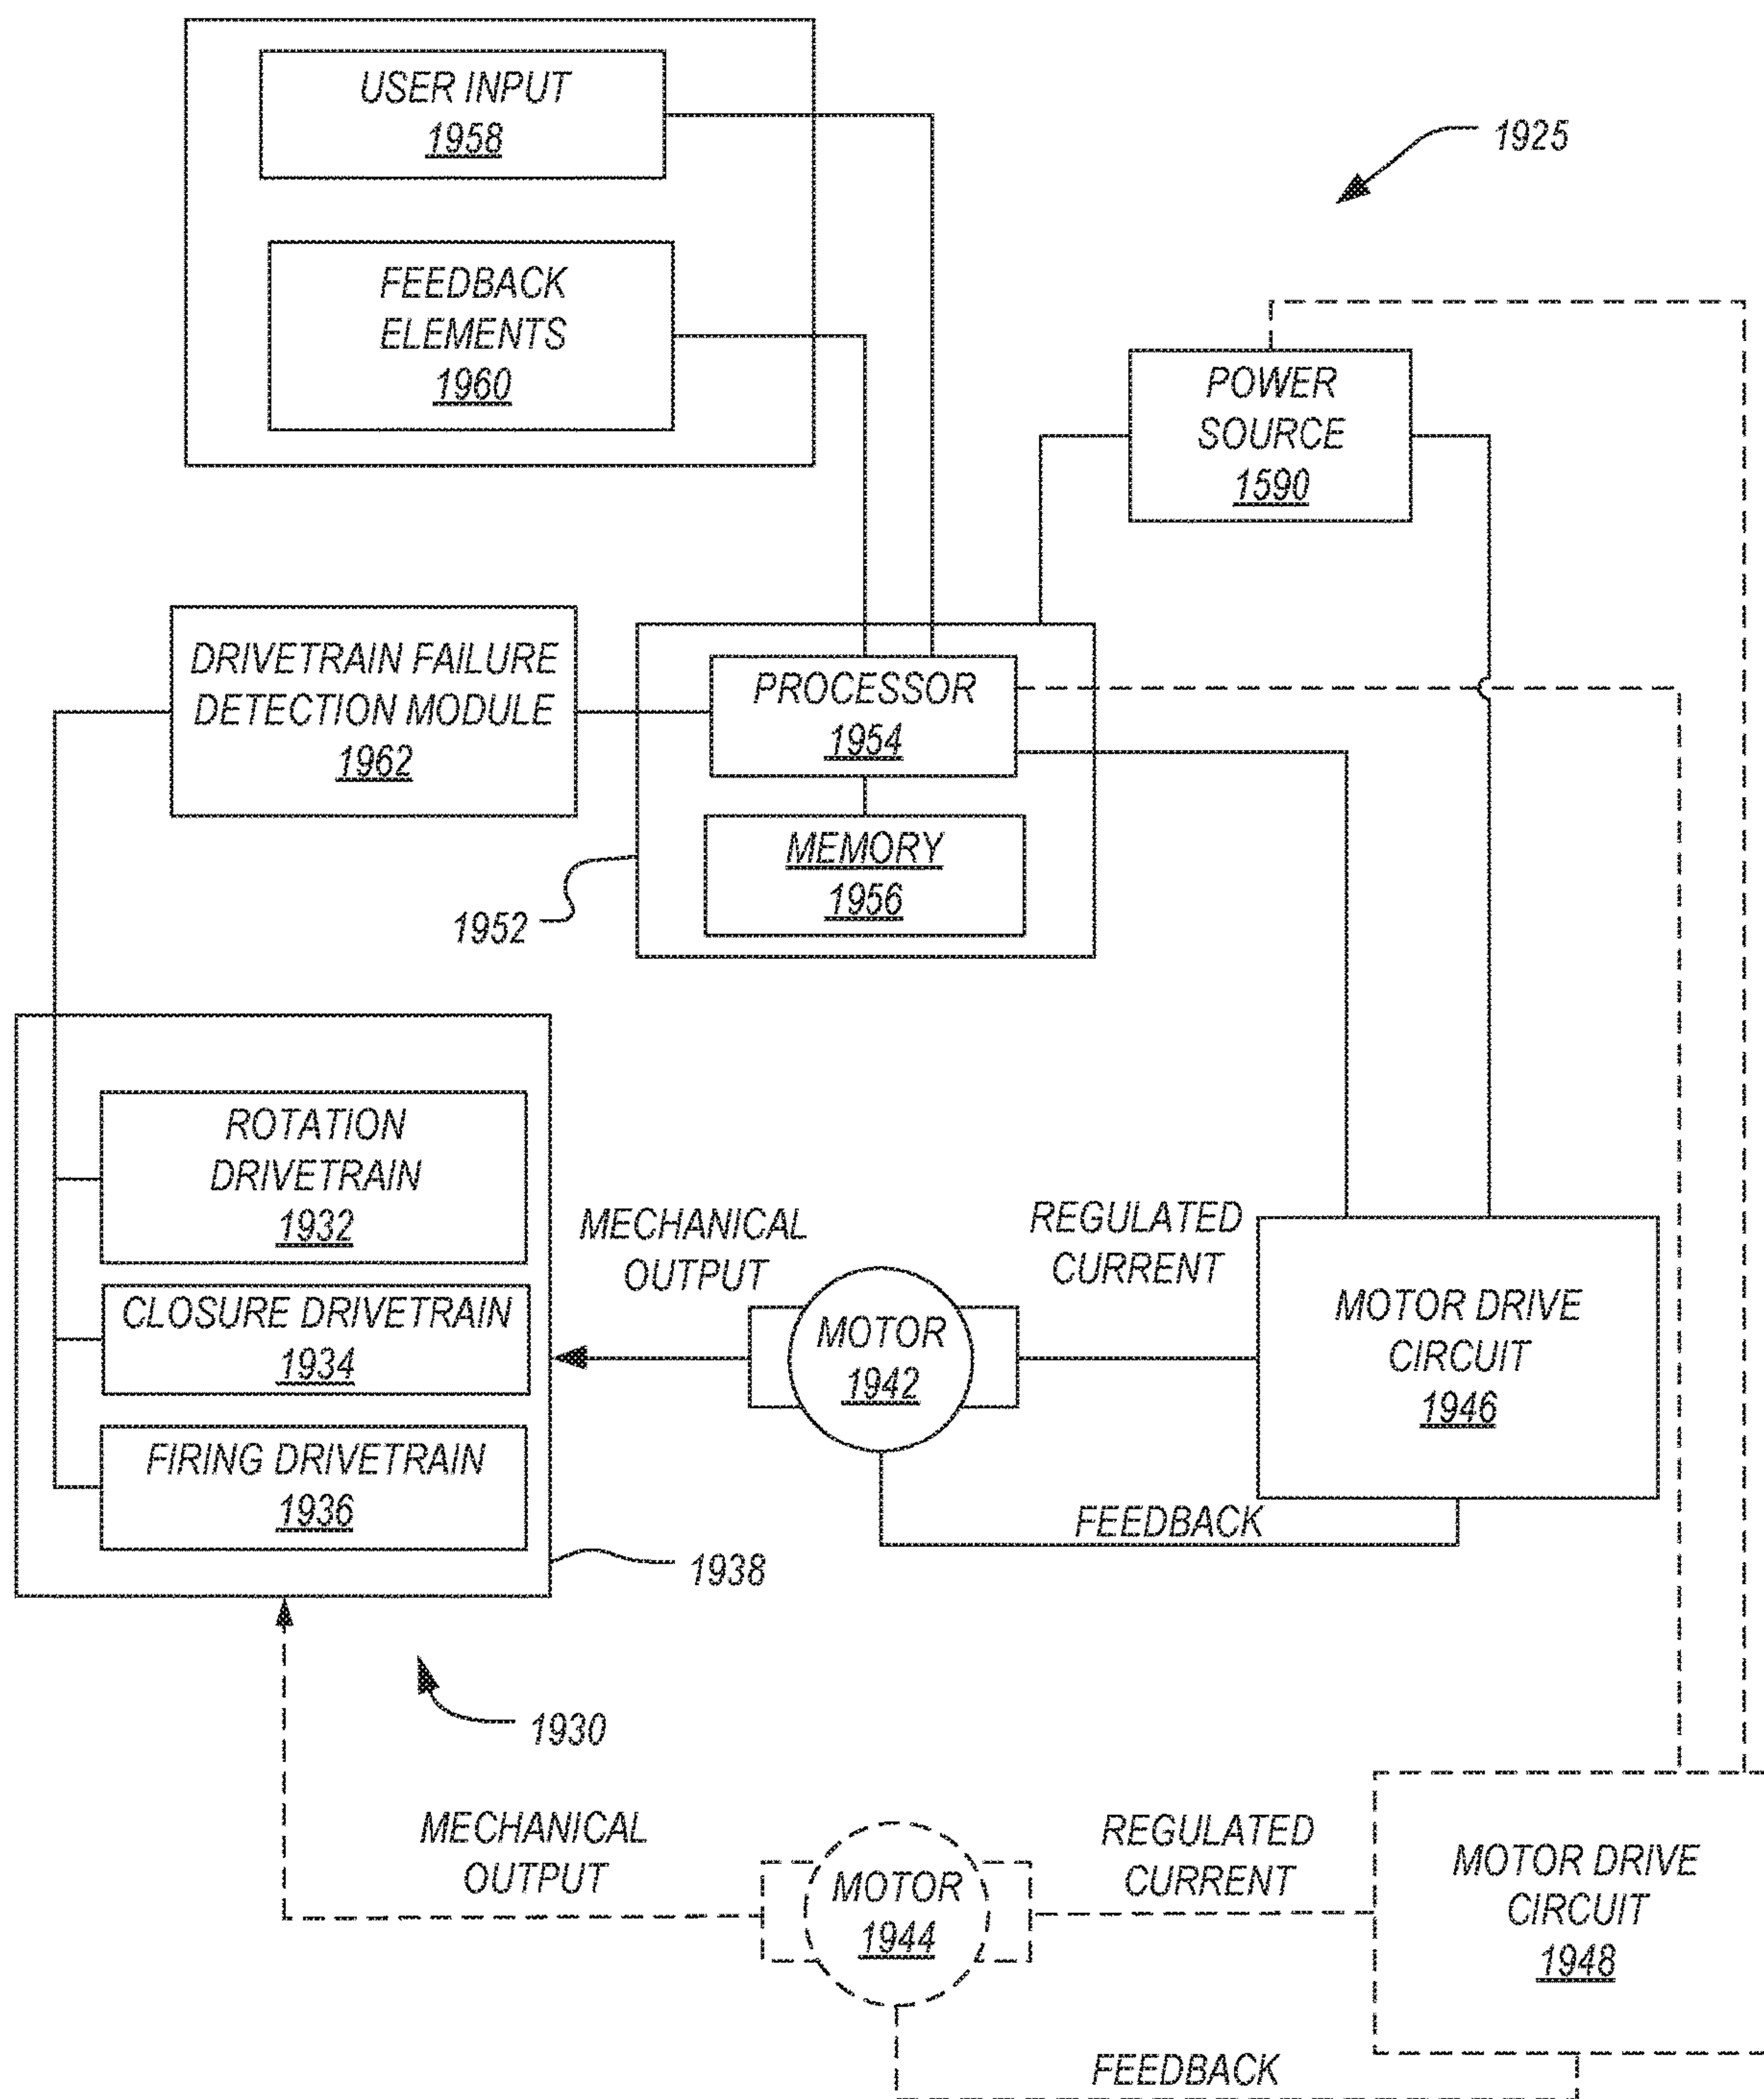 USER INPUT
1958
1925
FEEDBACK
ELEMENTS
1960
POWER
SOURCE
1590
DRIVETRAIN FAILURE
DETECTION MODULE
1962
PROCESSOR
1954
MEMORY
1956
1952
ROTATION
DRIVETRAIN
1932
CLOSURE DRIVETRAIN
1934
FIRING DRIVETRAIN
1936
1938
MECHANICAL
OUTPUT
MOTOR
1942
REGULATED
CURRENT
MOTOR DRIVE
CIRCUIT
1946
FEEDBACK
1930
MECHANICAL
OUTPUT
MOTOR
1944
REGULATED
CURRENT
MOTOR DRIVE
CIRCUIT
1948
FEEDBACK